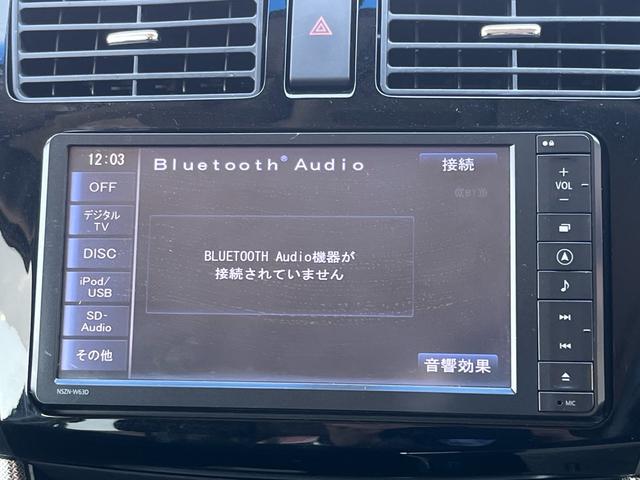 12:03
Bluetooth® Audio
接続
OFF
デジタル
TV
DISC
iPod/
USB
SD-
Audio
その他
BLUETOOTH Audio機器が
接続されていません
音響効果
NSZN-W63D
+
VOL
−
MIC